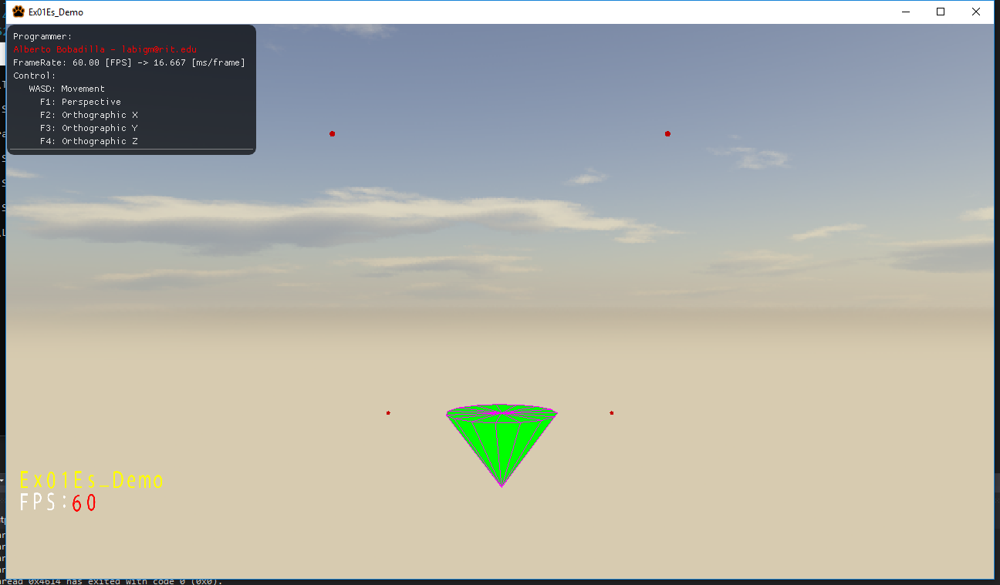 Ex01Es_Demo
Programmer:
Alberto Bobadilla - labigm@rit.edu
FrameRate: 60.00 [FPS] -> 16.667 [ms/frame]
Control:
WASD: Movement
F1: Perspective
F2: Orthographic X
F3: Orthographic Y
F4: Orthographic Z
Ex01Es_Demo
FPS:60
read 0x4614 has exited with code 0 (0x0).